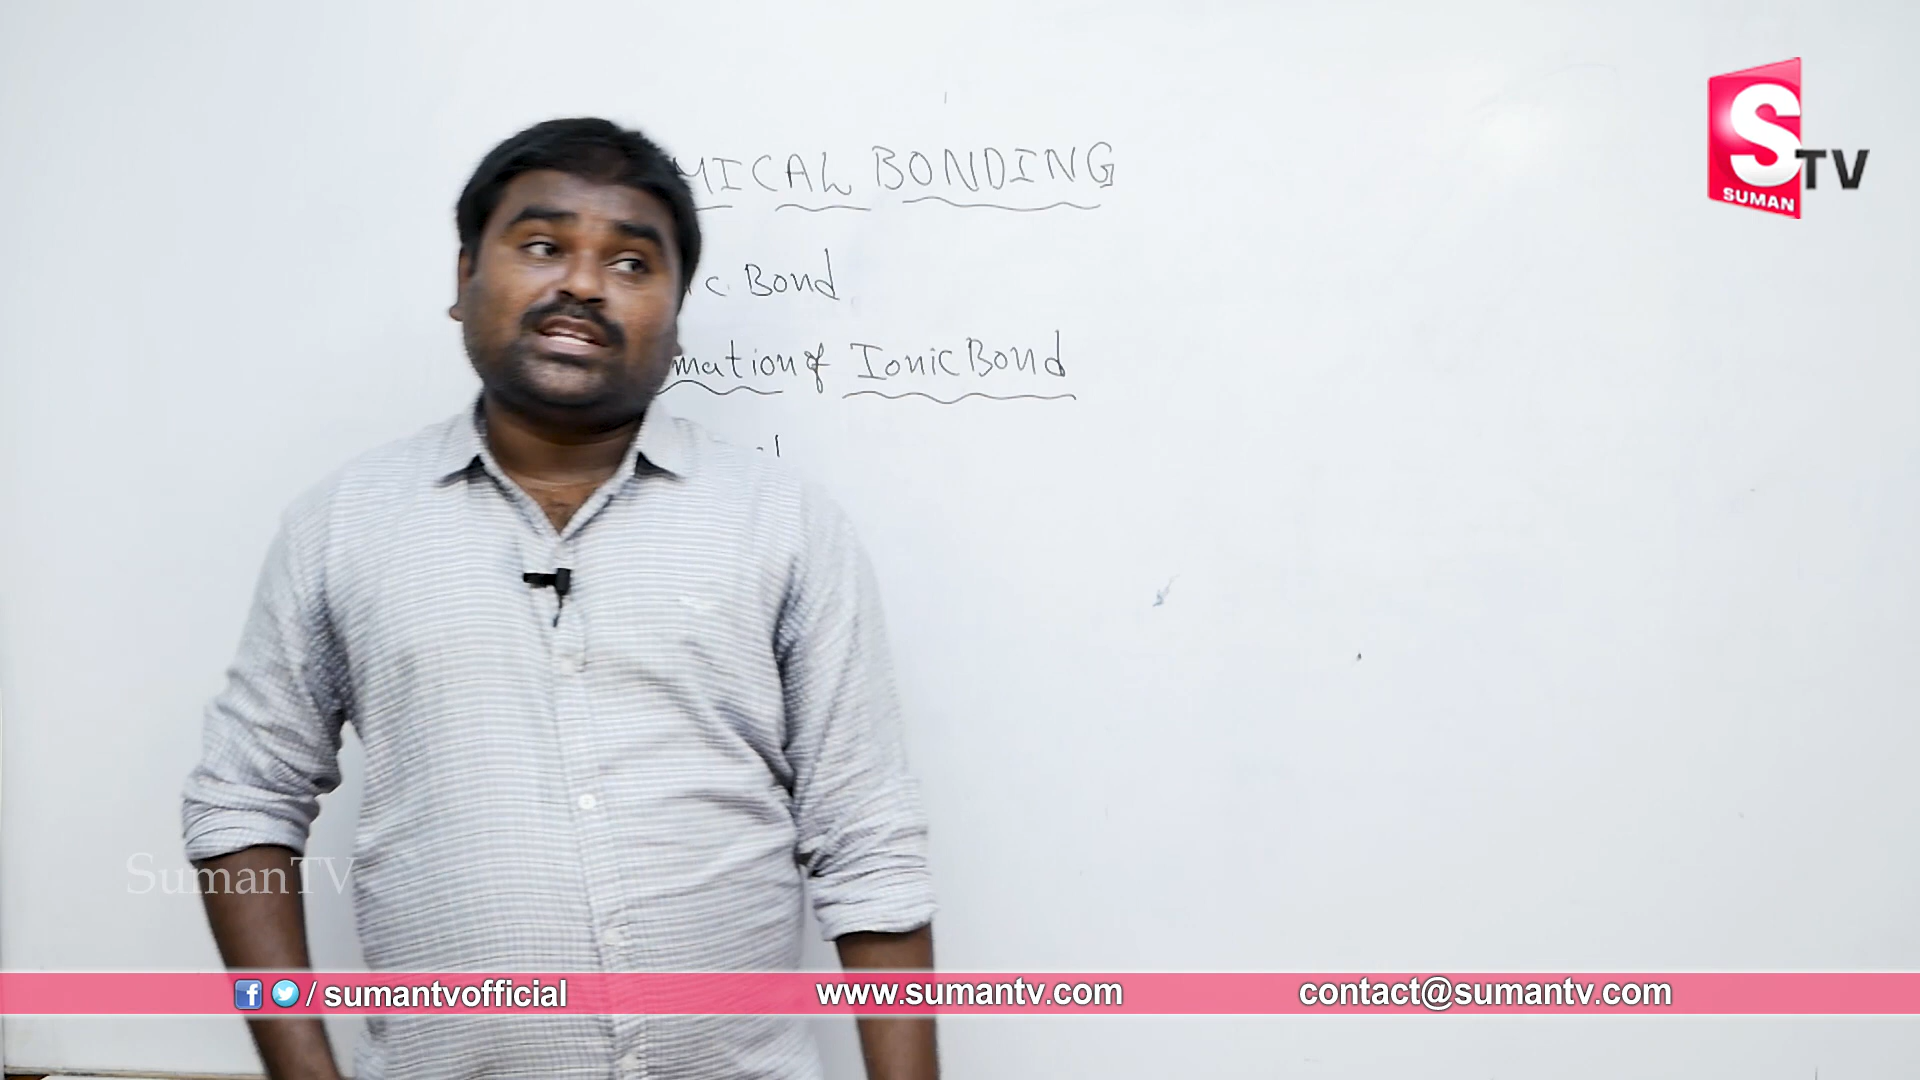 S
TV
SUMAN
MICAL BONDING
c Bond
mation of Ionic Bond
SumanTV
/ sumantvofficial
www.sumantv.com
contact@sumantv.com